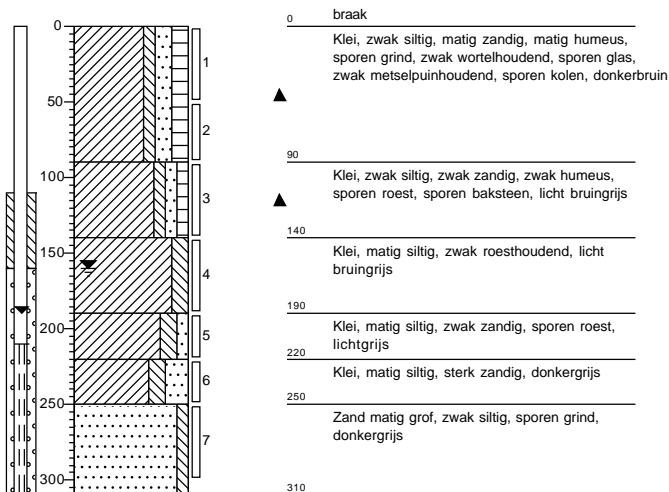 0
50
100
150
200
250
300
1
2
3
4
5
6
7
0
braak
Klei, zwak siltig, matig zandig, matig humeus,
sporen grind, zwak wortelhoudend, sporen glas,
zwak metselpuinhoudend, sporen kolen, donkerbruin
90
Klei, zwak siltig, zwak zandig, zwak humeus,
sporen roest, sporen baksteen, licht bruingrijs
140
Klei, matig siltig, zwak roesthoudend, licht
bruingrijs
190
Klei, matig siltig, zwak zandig, sporen roest,
lichtgrijs
220
Klei, matig siltig, sterk zandig, donkergrijs
250
Zand matig grof, zwak siltig, sporen grind,
donkergrijs
310